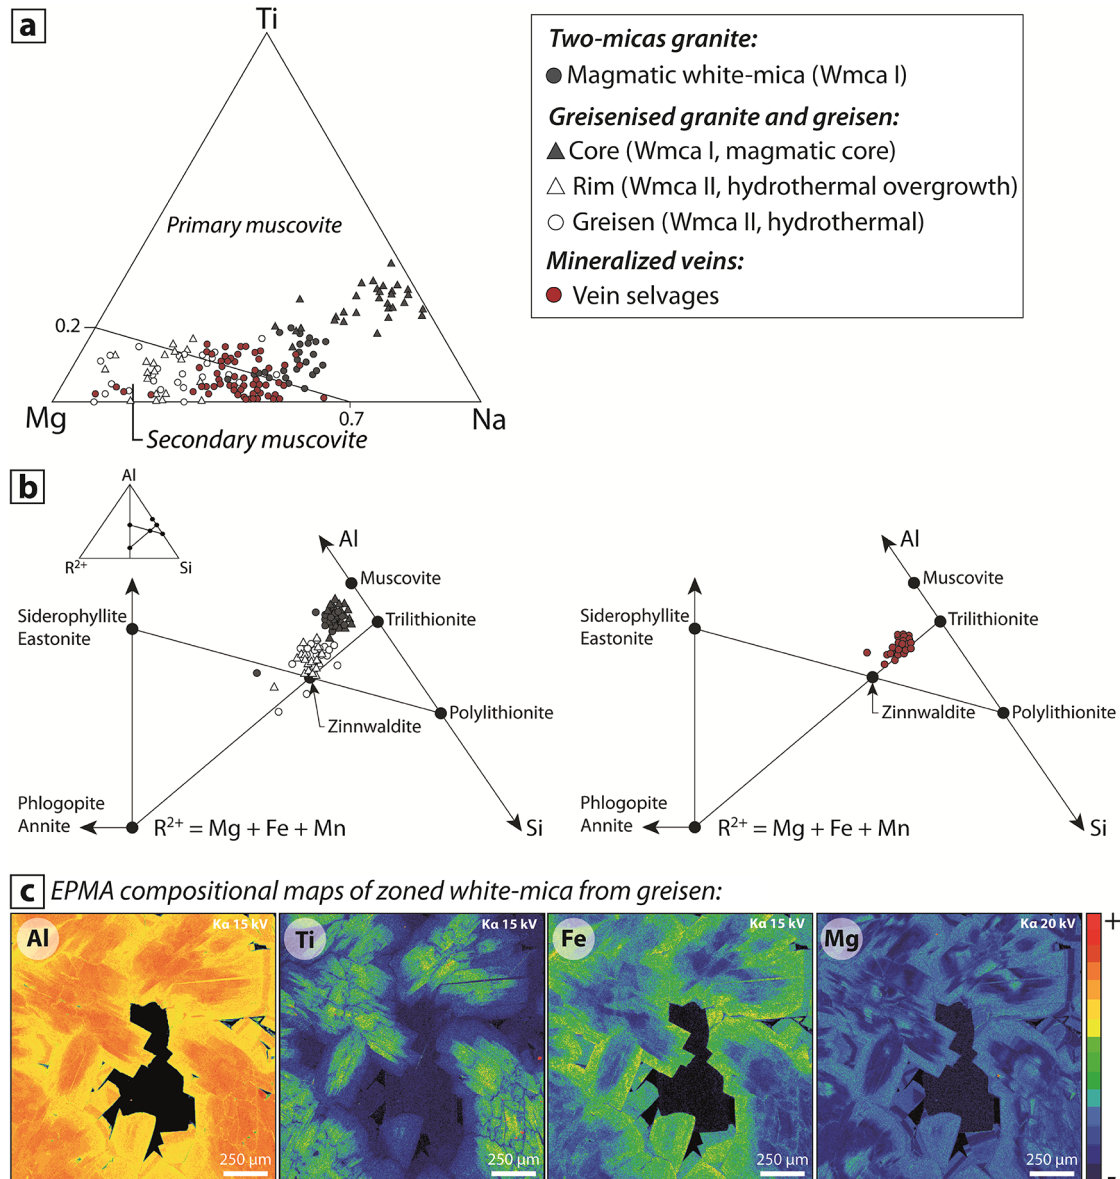 a
Ti
Primary muscovite
0.2
Mg
0.7
Na
Secondary muscovite
Two-micas granite:
Magmatic white-mica (Wmca I)
Greisenised granite and greisen:
Core (Wmca I, magmatic core)
Rim (Wmca II, hydrothermal overgrowth)
Greisen (Wmca II, hydrothermal)
Mineralized veins:
Vein selvages
b
Al
R²⁺
Si
Al
Muscovite
Siderophyllite
Eastonite
Trilithionite
Zinnwaldite
Polylithionite
Phlogopite
Annite
R²⁺ = Mg + Fe + Mn
Si
Al
Muscovite
Siderophyllite
Eastonite
Trilithionite
Zinnwaldite
Polylithionite
Phlogopite
Annite
R²⁺ = Mg + Fe + Mn
Si
c EPMA compositional maps of zoned white-mica from greisen:
Al
Kα 15 kV
250 µm
Ti
Kα 15 kV
250 µm
Fe
Kα 15 kV
250 µm
Mg
Kα 20 kV
250 µm
+
-